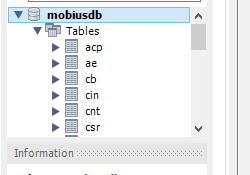 mobiusdb
Tables
acp
ae
cb
cin
cnt
csr
Information